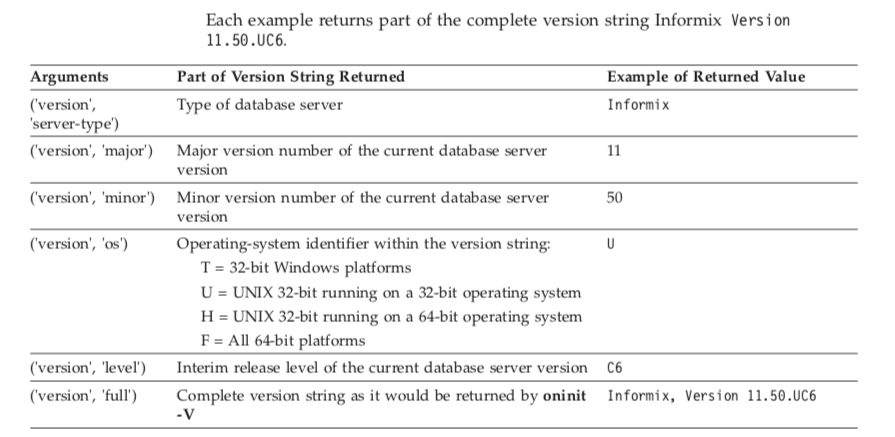 Each example returns part of the complete version string Informix Version
11.50.UC6.
Arguments Part of Version String Returned Example of Returned Value
('version', Type of database server Informix
'server-type')
('version', 'major') Major version number of the current database server 11
version
('version', 'minor') Minor version number of the current database server 50
version
('version', 'os') Operating-system identifier within the version string: U
T = 32-bit Windows platforms
U = UNIX 32-bit running on a 32-bit operating system
H = UNIX 32-bit running on a 64-bit operating system
F = All 64-bit platforms
('version', 'level') Interim release level of the current database server version C6
('version', 'full') Complete version string as it would be returned by oninit Informix, Version 11.50.UC6
-V